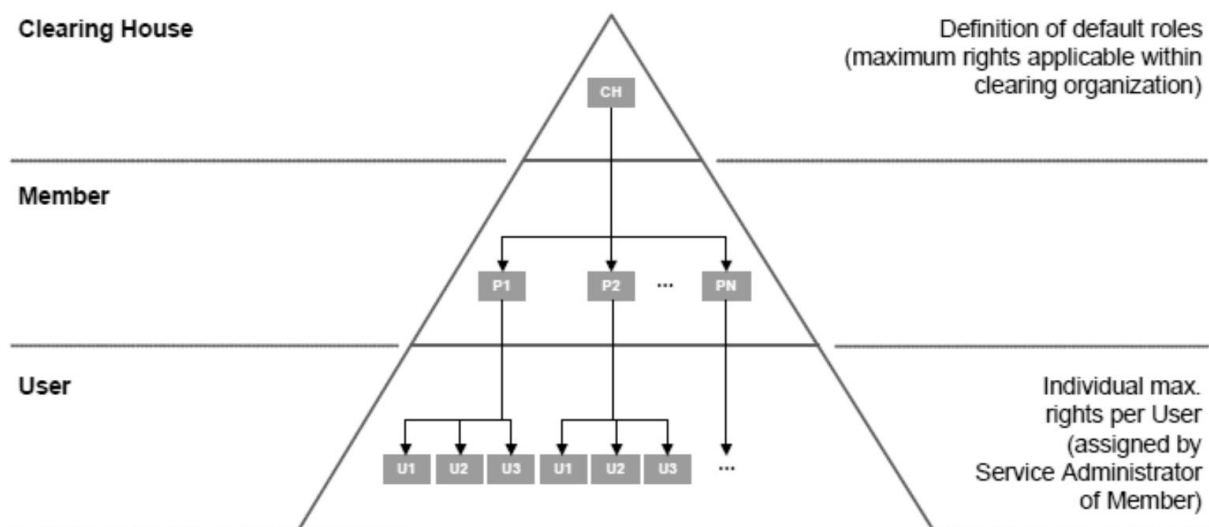 Clearing House
Definition of default roles
(maximum rights applicable within
clearing organization)
CH
Member
P1 P2 ... PN
User
Individual max.
rights per User
(assigned by
Service Administrator
of Member)
U1 U2 U3 U1 U2 U3 ...